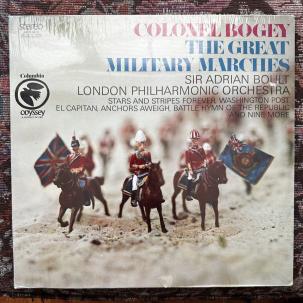 stereo
COLONEL BOGEY
THE GREAT
MILITARY MARCHES
SIR ADRIAN BOULT
LONDON PHILHARMONIC ORCHESTRA
STARS AND STRIPES FOREVER, WASHINGTON POST,
EL CAPITAN, ANCHORS AWEIGH, BATTLE HYMN OF THE REPUBLIC
AND NINE MORE
Columbia
odyssey